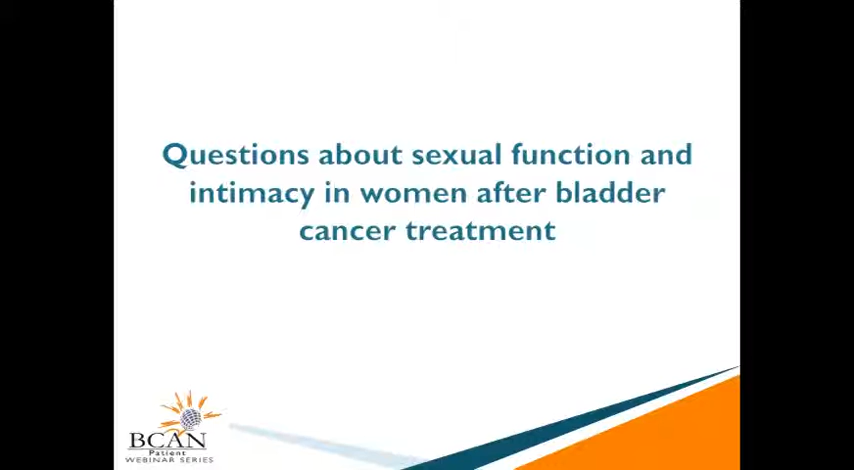 Questions about sexual function and
intimacy in women after bladder
cancer treatment
BCAN
Patient
WEBINAR SERIES